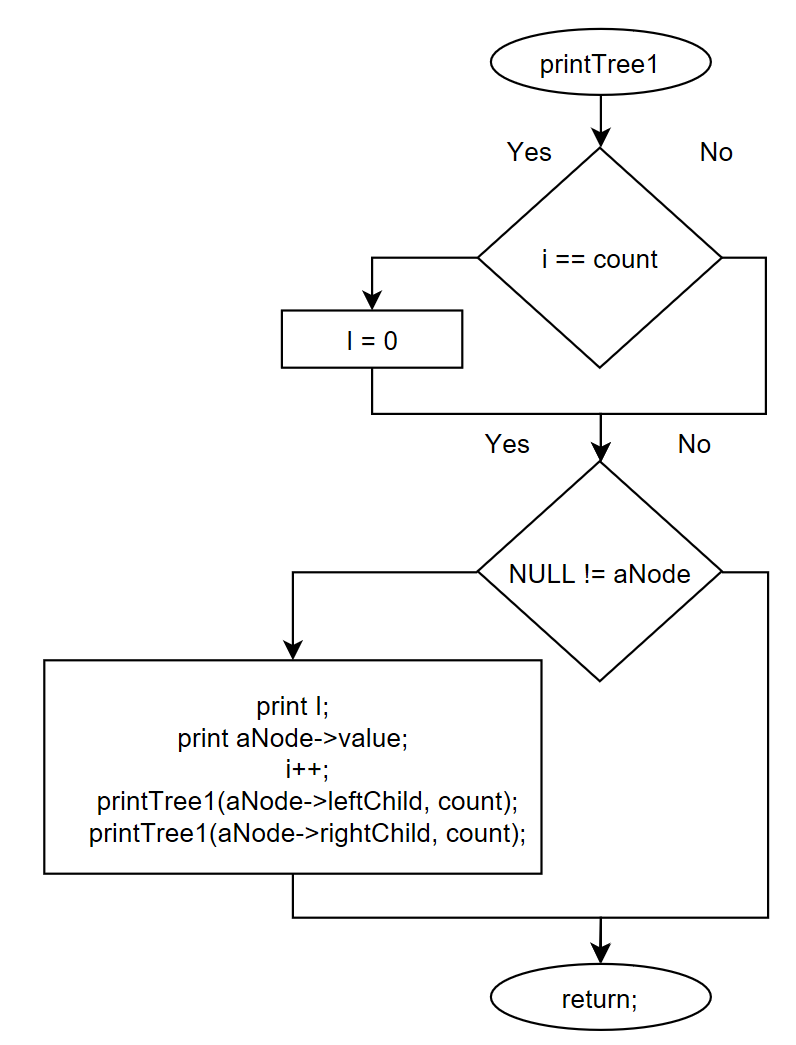 printTree1
Yes
No
i == count
I = 0
Yes
No
NULL != aNode
print I;
print aNode->value;
i++;
printTree1(aNode->leftChild, count);
printTree1(aNode->rightChild, count);
return;